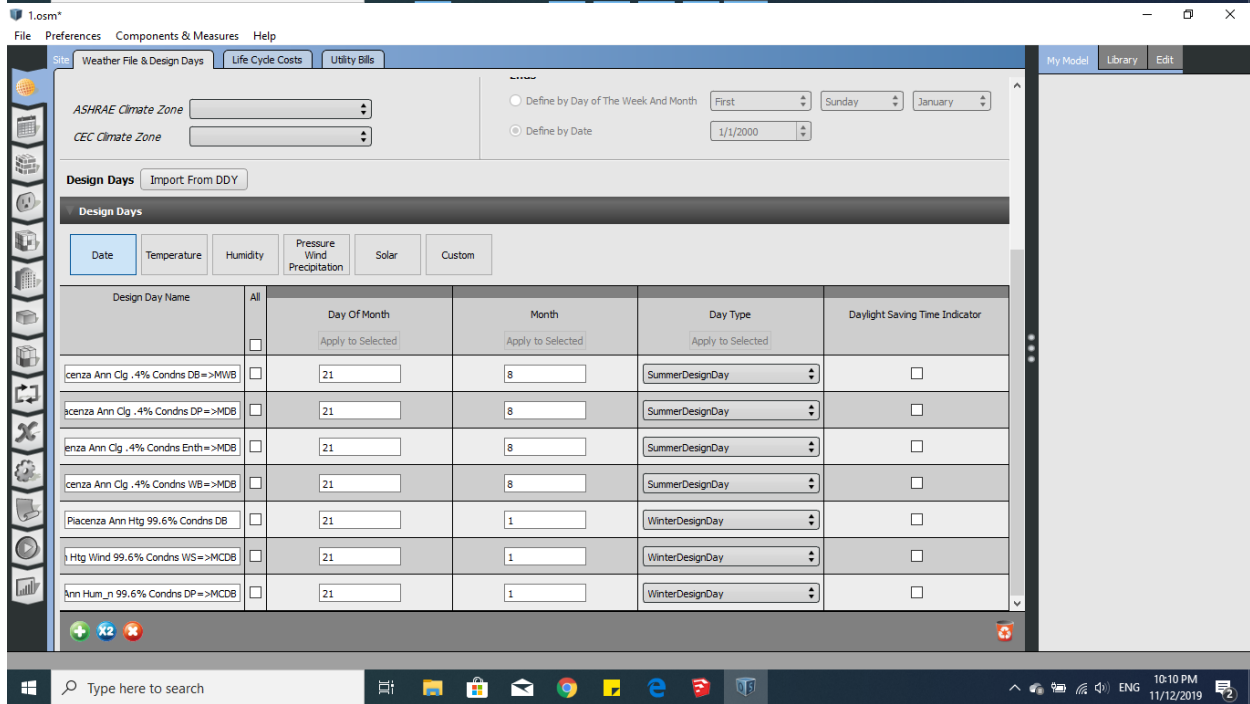 1.osm*
File Preferences Components & Measures Help
Site Weather File & Design Days Life Cycle Costs Utility Bills
My Model Library Edit
ASHRAE Climate Zone
CEC Climate Zone
Define by Day of The Week And Month First Sunday January
Define by Date 1/1/2000
Design Days Import From DDY
Design Days
Date Temperature Humidity Pressure Wind Precipitation Solar Custom
Design Day Name All Day Of Month Month Day Type Daylight Saving Time Indicator
Apply to Selected Apply to Selected Apply to Selected
cenza Ann Clg .4% Condns DB=>MWB 21 8 SummerDesignDay
acenza Ann Clg .4% Condns DP=>MDB 21 8 SummerDesignDay
enza Ann Clg .4% Condns Enth=>MDB 21 8 SummerDesignDay
cenza Ann Clg .4% Condns WB=>MDB 21 8 SummerDesignDay
Piacenza Ann Htg 99.6% Condns DB 21 1 WinterDesignDay
Htg Wind 99.6% Condns WS=>MCDB 21 1 WinterDesignDay
Ann Hum_n 99.6% Condns DP=>MCDB 21 1 WinterDesignDay
X2
Type here to search
ENG
10:10 PM
11/12/2019
2